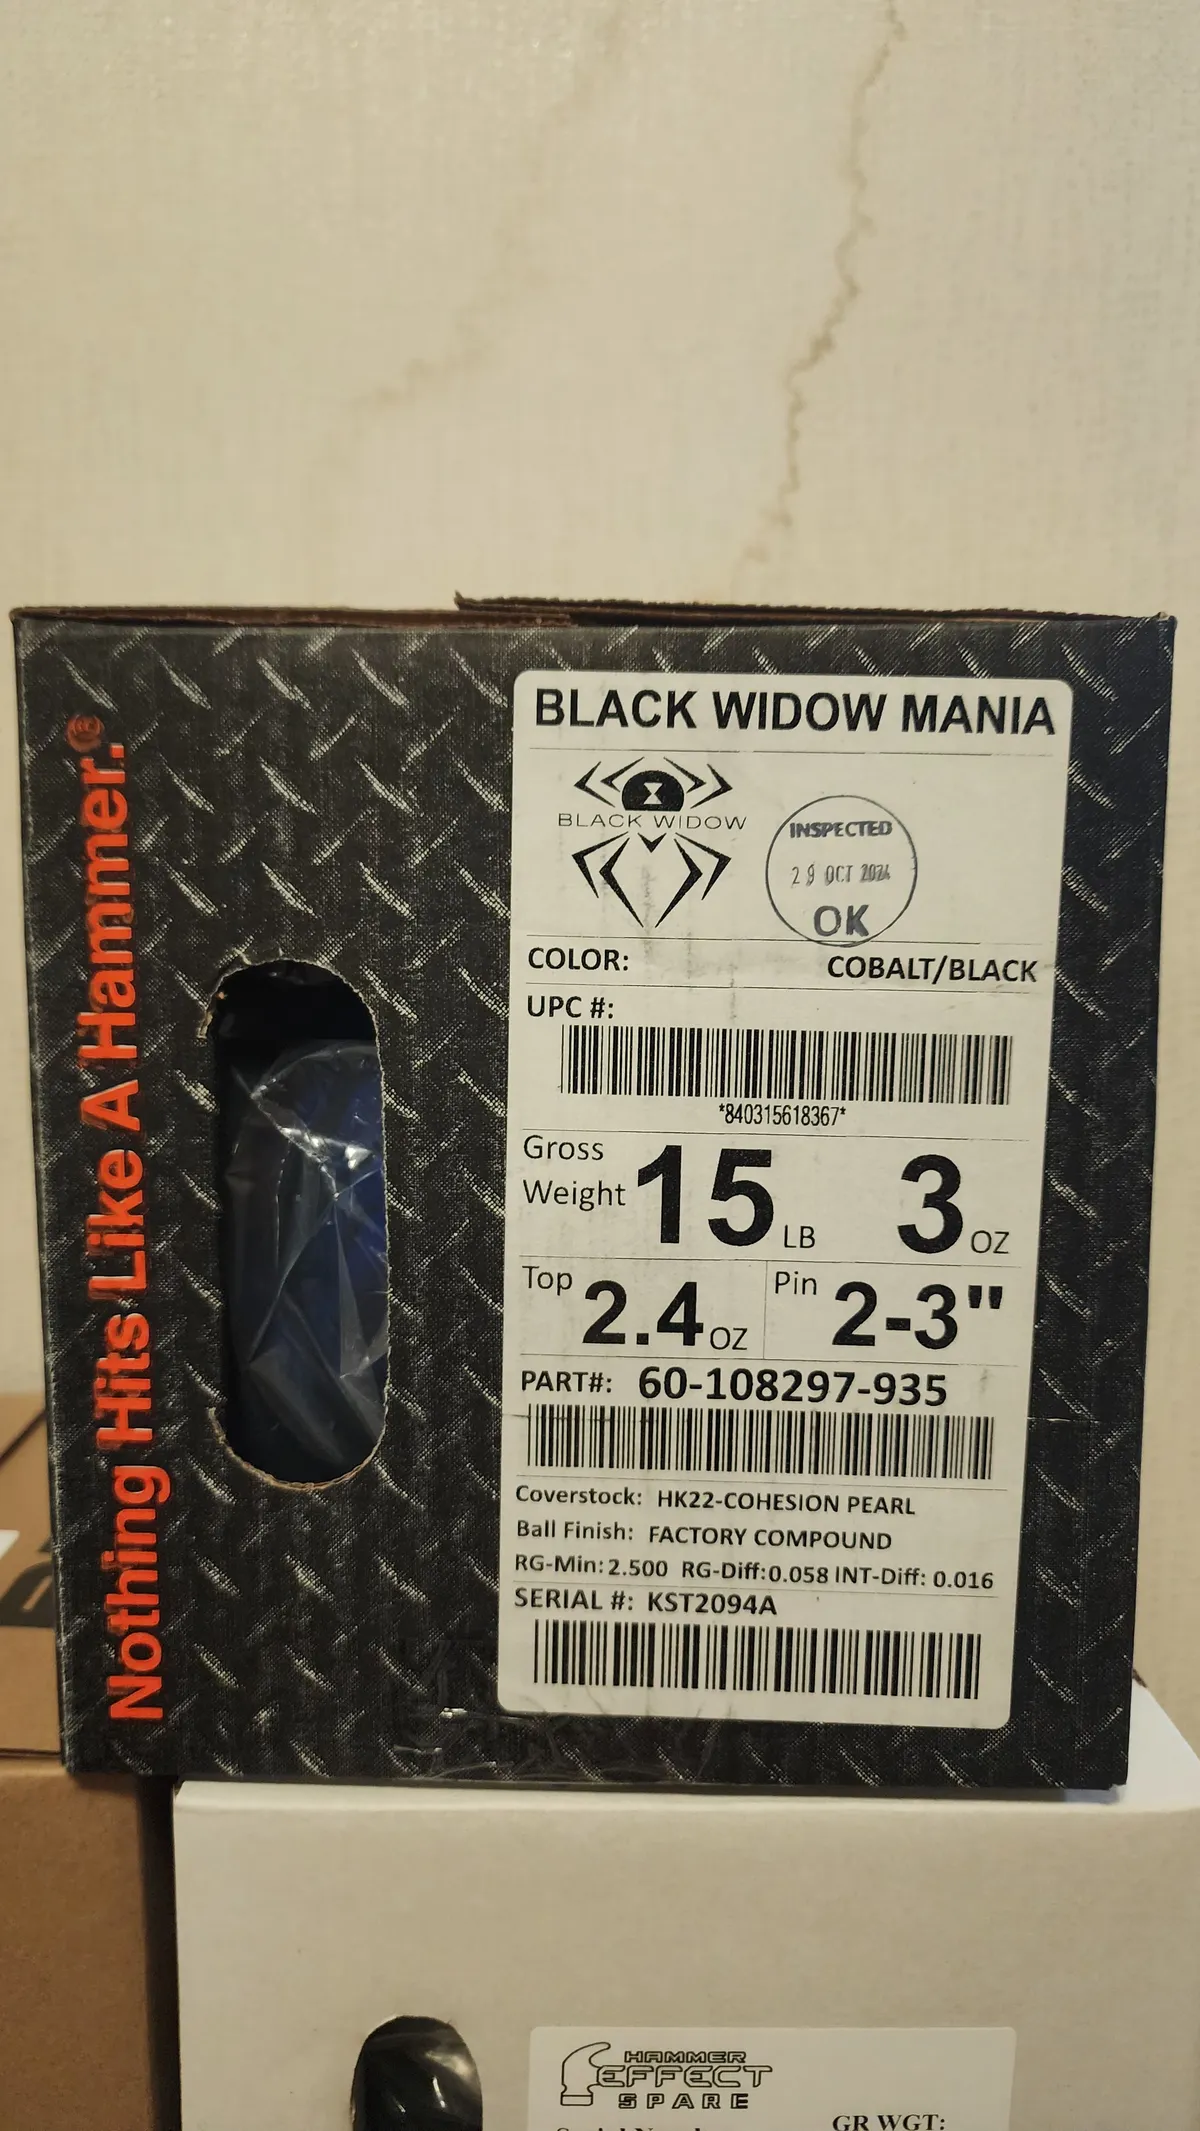 Nothing Hits Like A Hammer.®
BLACK WIDOW MANIA
BLACK WIDOW
INSPECTED
29 OCT 2024
OK
COLOR: COBALT/BLACK
UPC #:
*840315618367*
Gross Weight 15 LB 3 OZ
Top 2.4 OZ Pin 2-3"
PART#: 60-108297-935
Coverstock: HK22-COHESION PEARL
Ball Finish: FACTORY COMPOUND
RG-Min: 2.500 RG-Diff: 0.058 INT-Diff: 0.016
SERIAL #: KST2094A
HAMMER
EFFECT
SPARE
GR WGT: